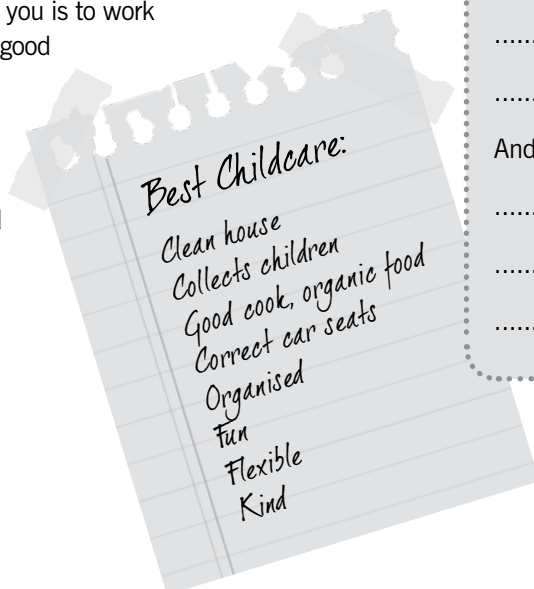 you is to work
good
Best Childcare:
Clean house
Collects children
Good cook, organic food
Correct car seats
Organised
Fun
Flexible
Kind
And